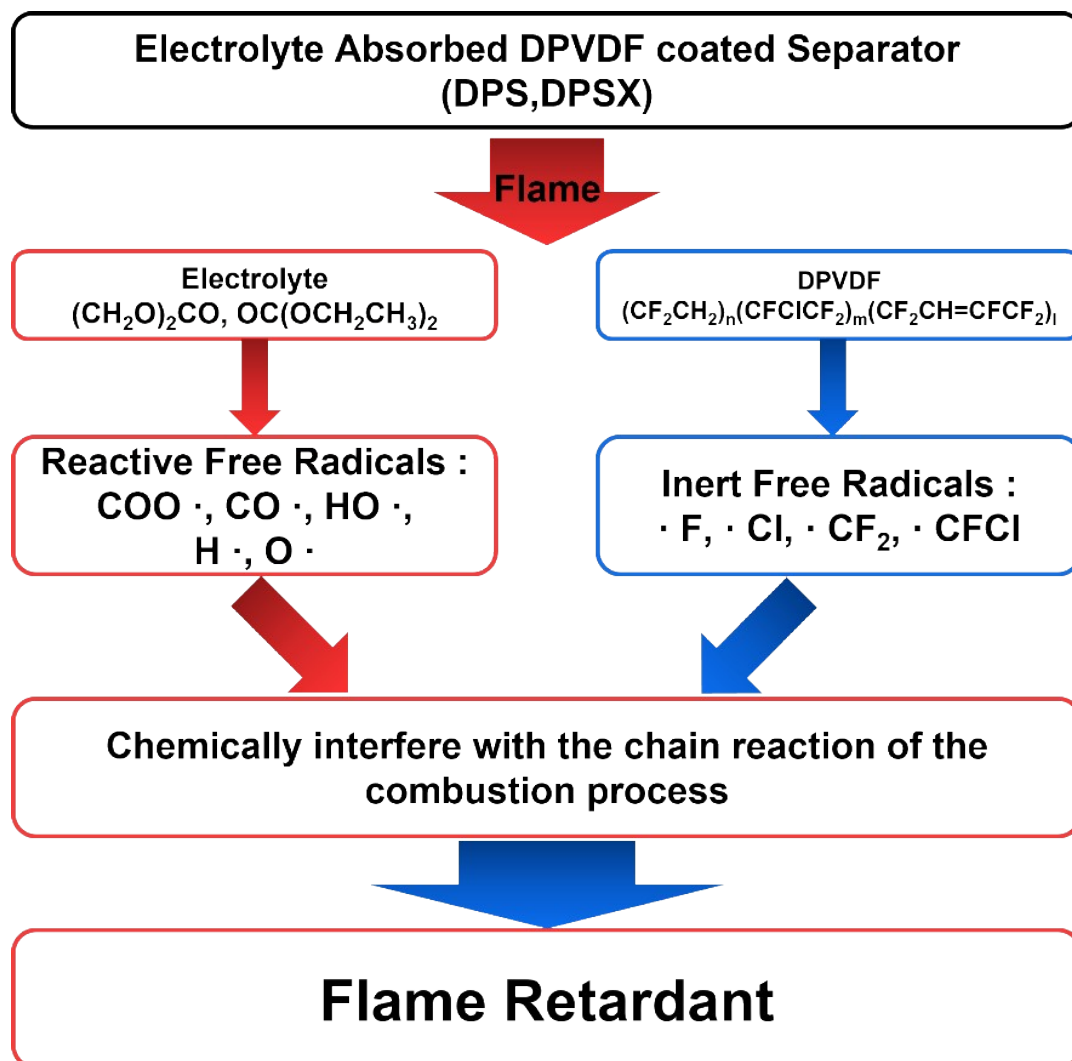 Electrolyte Absorbed DPVDF coated Separator
(DPS,DPSX)
Flame
Electrolyte
(CH₂O)₂CO, OC(OCH₂CH₃)₂
DPVDF
(CF₂CH₂)ₙ(CFClCF₂)ₘ(CF₂CH=CFCF₂)ₗ
Reactive Free Radicals :
COO ·, CO ·, HO ·,
H ·, O ·
Inert Free Radicals :
· F, · Cl, · CF₂, · CFCl
Chemically interfere with the chain reaction of the
combustion process
Flame Retardant